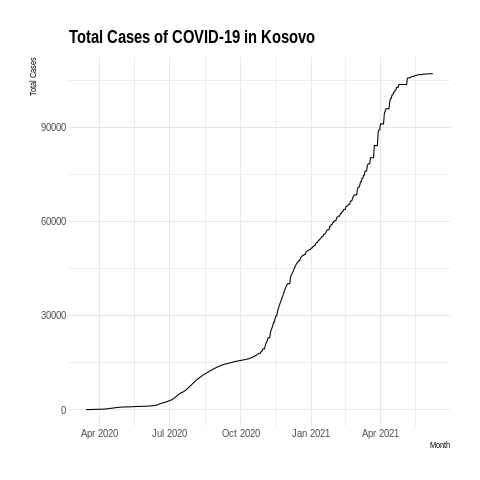 Total Cases of COVID-19 in Kosovo
Total Cases
90000
60000
30000
0
Apr 2020
Jul 2020
Oct 2020
Jan 2021
Apr 2021
Month